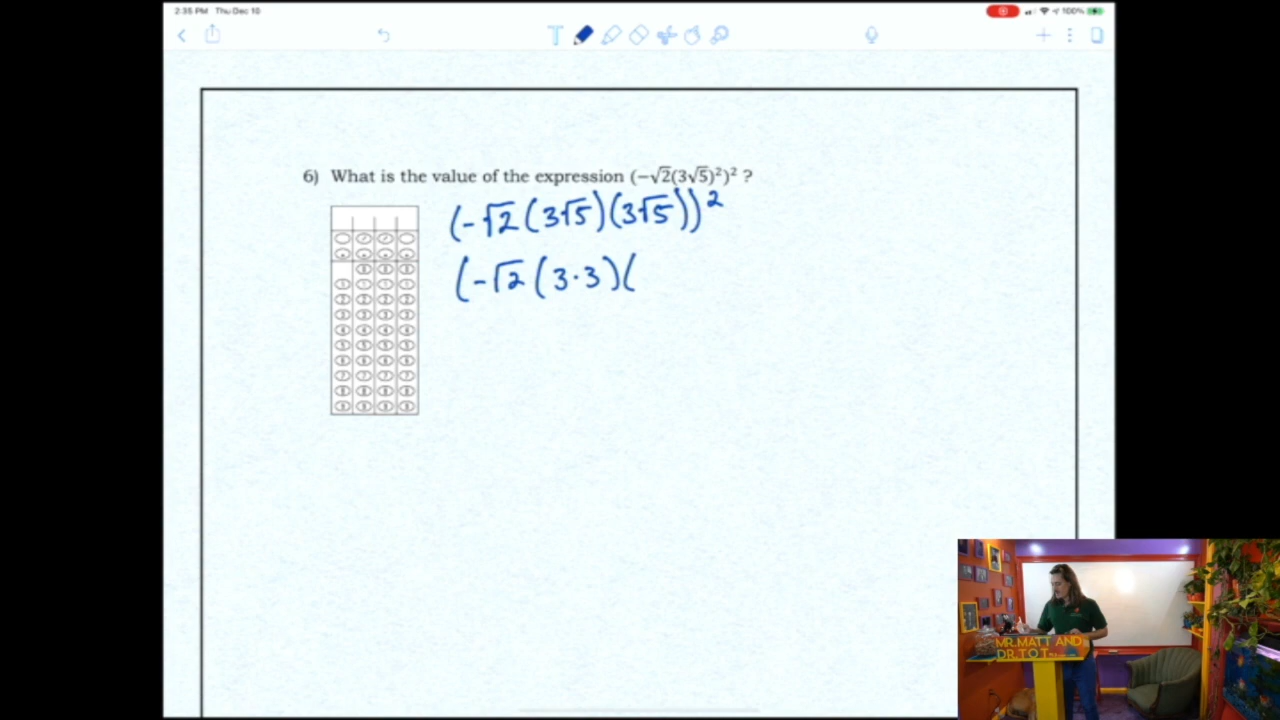 2:35 PM Thu Dec 10
100%
6) What is the value of the expression (−√2(3√5)²)² ?
(-√2(3√5)(3√5))²
(-√2(3·3)(
MR.MATT AND
DR.TOT